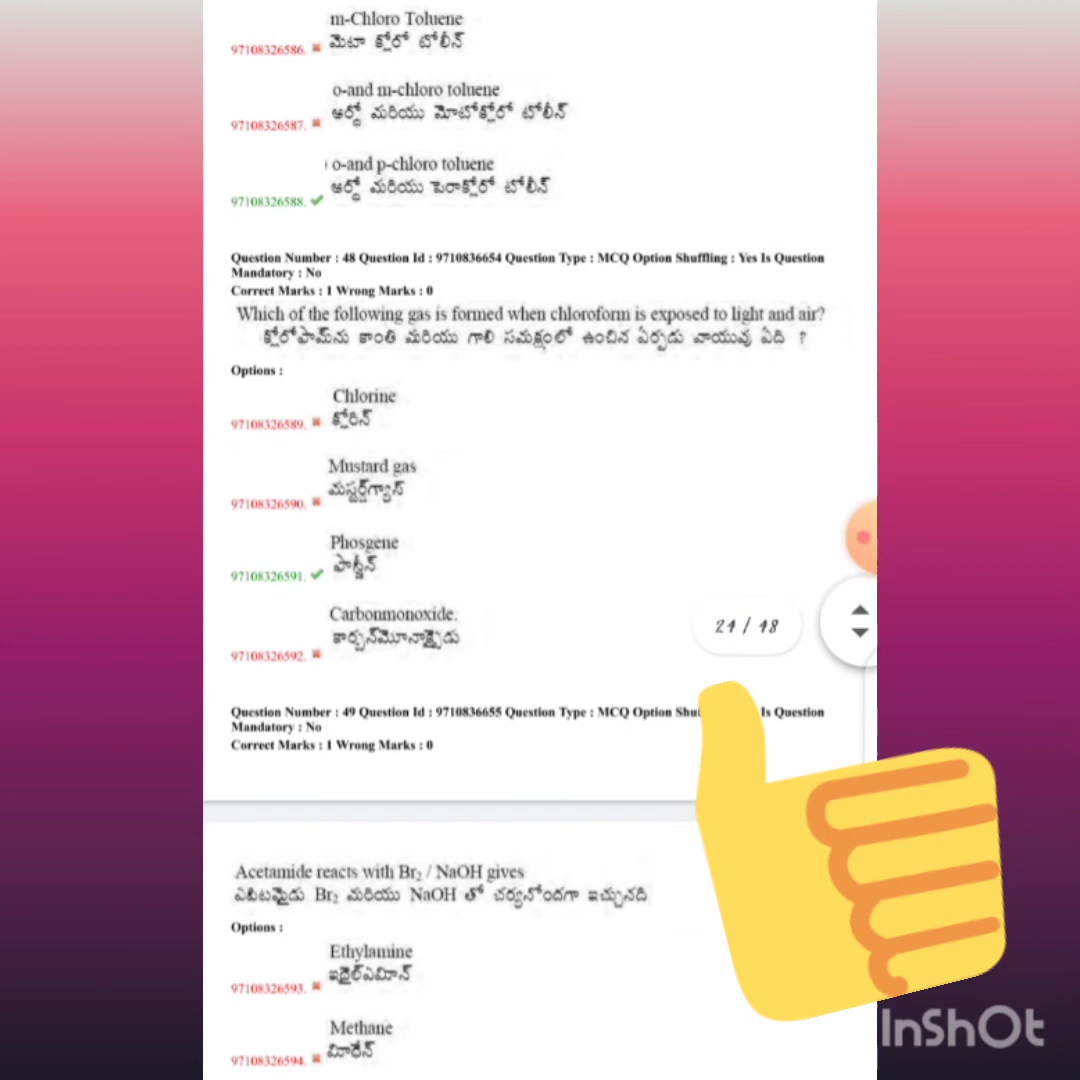 m-Chloro Toluene
97108326586. మెటా క్లోరో టోలీన్
o-and m-chloro toluene
97108326587. ఆర్థో మరియు మోటోక్లోరో టోలీన్
o-and p-chloro toluene
97108326588. ఆర్థో మరియు పెరాక్లోరో టోలీన్
Question Number : 48 Question Id : 9710836654 Question Type : MCQ Option Shuffling : Yes Is Question
Mandatory : No
Correct Marks : 1 Wrong Marks : 0
Which of the following gas is formed when chloroform is exposed to light and air?
క్లోరోఫామ్‌ను కాంతి మరియు గాలి సమక్షంలో ఉంచిన ఏర్పడు వాయువు ఏది ?
Options :
Chlorine
97108326589. క్లోరిన్
Mustard gas
97108326590. మస్టర్డ్‌గ్యాస్
Phosgene
97108326591. ఫాస్జీన్
Carbonmonoxide.
97108326592. కార్బన్‌మోనాక్సైడు
24 / 48
Question Number : 49 Question Id : 9710836655 Question Type : MCQ Option Is Question
Mandatory : No
Correct Marks : 1 Wrong Marks : 0
Acetamide reacts with Br₂ / NaOH gives
ఎసిటమైడు Br₂ మరియు NaOH తో చర్యనోందగా ఇచ్చునది
Options :
Ethylamine
97108326593. ఇథైల్ఎమీన్
Methane
97108326594. మీథేన్
InShOt